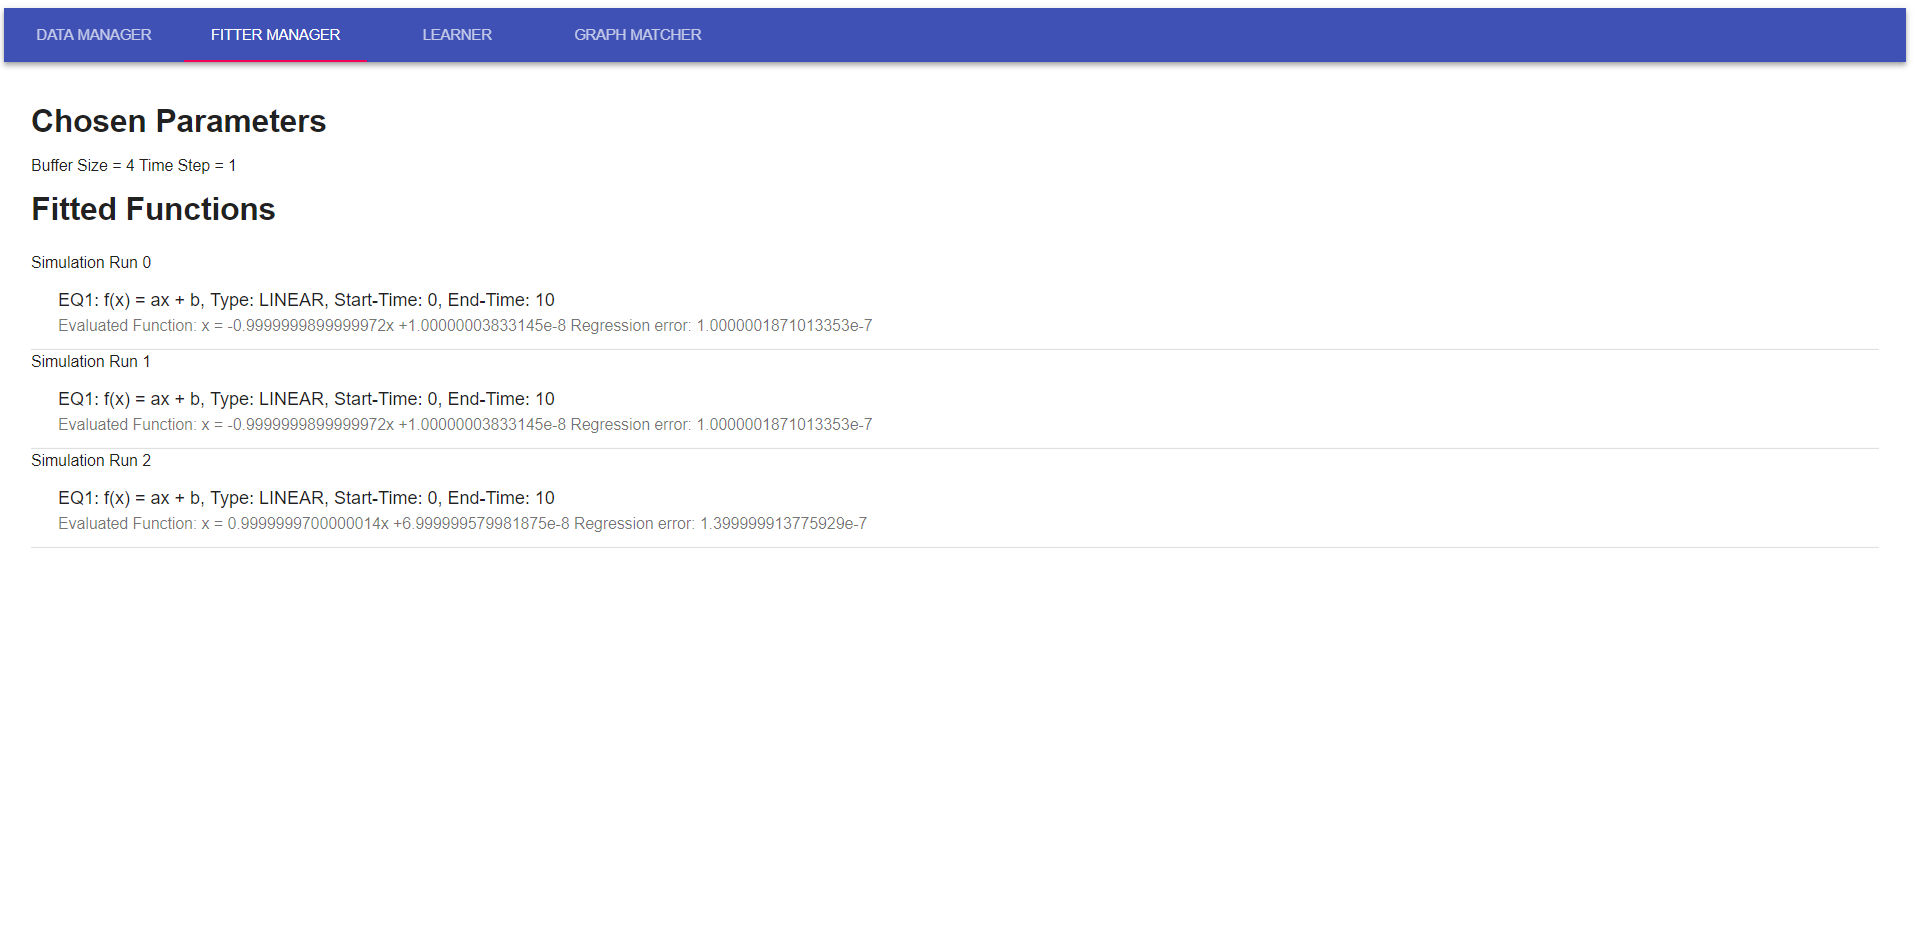 DATA MANAGER FITTER MANAGER LEARNER GRAPH MATCHER
Chosen Parameters
Buffer Size = 4 Time Step = 1
Fitted Functions
Simulation Run 0
EQ1: f(x) = ax + b, Type: LINEAR, Start-Time: 0, End-Time: 10
Evaluated Function: x = -0.9999999899999972x +1.00000003833145e-8 Regression error: 1.0000001871013353e-7
Simulation Run 1
EQ1: f(x) = ax + b, Type: LINEAR, Start-Time: 0, End-Time: 10
Evaluated Function: x = -0.9999999899999972x +1.00000003833145e-8 Regression error: 1.0000001871013353e-7
Simulation Run 2
EQ1: f(x) = ax + b, Type: LINEAR, Start-Time: 0, End-Time: 10
Evaluated Function: x = 0.9999999700000014x +6.999999579981875e-8 Regression error: 1.399999913775929e-7